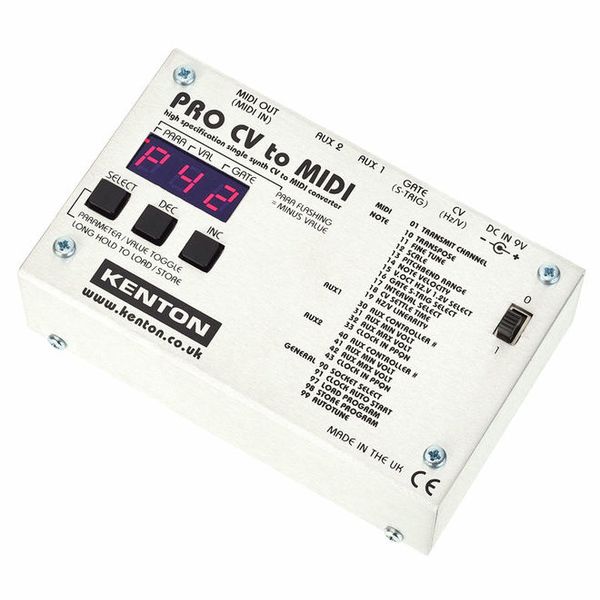 MIDI OUT
(MIDI IN)
AUX 2
AUX 1
GATE
(S-TRIG)
CV
(Hz/V)
DC IN 9V
- +
PRO CV to MIDI
high specification single synth CV to MIDI converter
PARA
VAL
GATE
P42
PARA FLASHING
= MINUS VALUE
SELECT
DEC
INC
PARAMETER / VALUE TOGGLE
LONG HOLD TO LOAD/STORE
KENTON
www.kenton.co.uk
MIDI 01 TRANSMIT CHANNEL
NOTE 10 TRANSPOSE
11 FINE TUNE
12 SCALE
13 PITCHBEND RANGE
14 NOTE VELOCITY
15 V.OCT HZ/V 1.2V SELECT
16 GATE S-TRIG SELECT
17 INTERVAL SELECT
18 CV SETTLE TIME
19 HZ/V LINEARITY
AUX1 30 AUX CONTROLLER #
31 AUX MIN VOLT
32 AUX MAX VOLT
33 CLOCK IN PPQN
AUX2 40 AUX CONTROLLER #
41 AUX MIN VOLT
42 AUX MAX VOLT
43 CLOCK IN PPQN
GENERAL 90 SOCKET SELECT
91 CLOCK AUTO START
97 LOAD PROGRAM
98 STORE PROGRAM
99 AUTOTUNE
0
1
MADE IN THE UK
CE